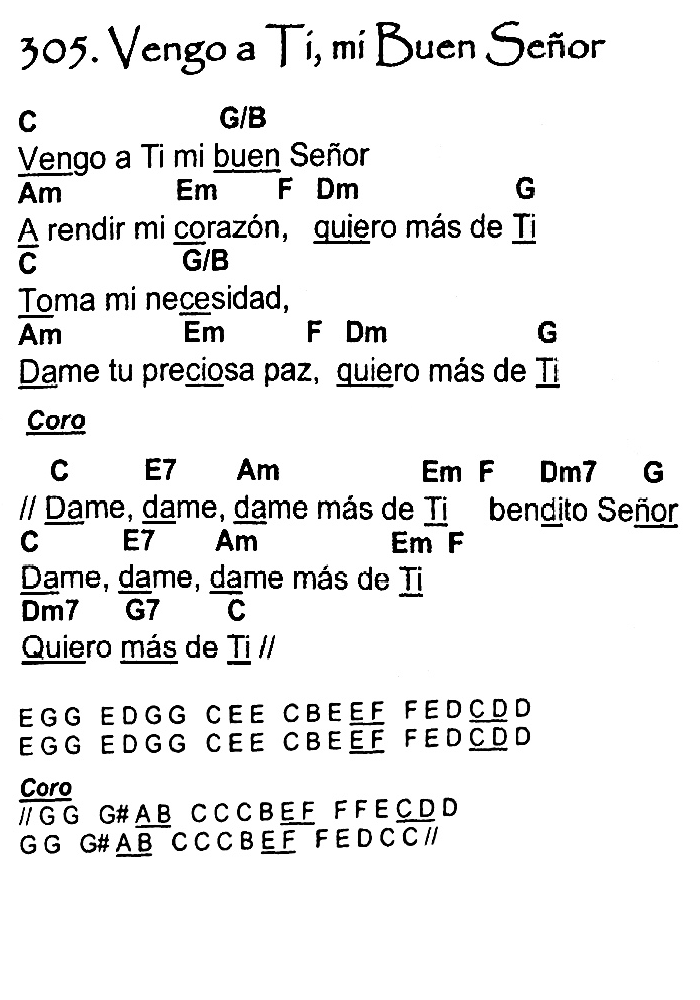 305. Vengo a Ti, mi Buen Señor
C G/B
Vengo a Ti mi buen Señor
Am Em F Dm G
A rendir mi corazón, quiero más de Ti
C G/B
Toma mi necesidad,
Am Em F Dm G
Dame tu preciosa paz, quiero más de Ti
Coro
C E7 Am Em F Dm7 G
// Dame, dame, dame más de Ti bendito Señor
C E7 Am Em F
Dame, dame, dame más de Ti
Dm7 G7 C
Quiero más de Ti //
E G G E D G G C E E C B E E F F E D C D D
E G G E D G G C E E C B E E F F E D C D D
Coro
// G G G# A B C C C B E F F F E C D D
G G G# A B C C C B E F F E D C C //